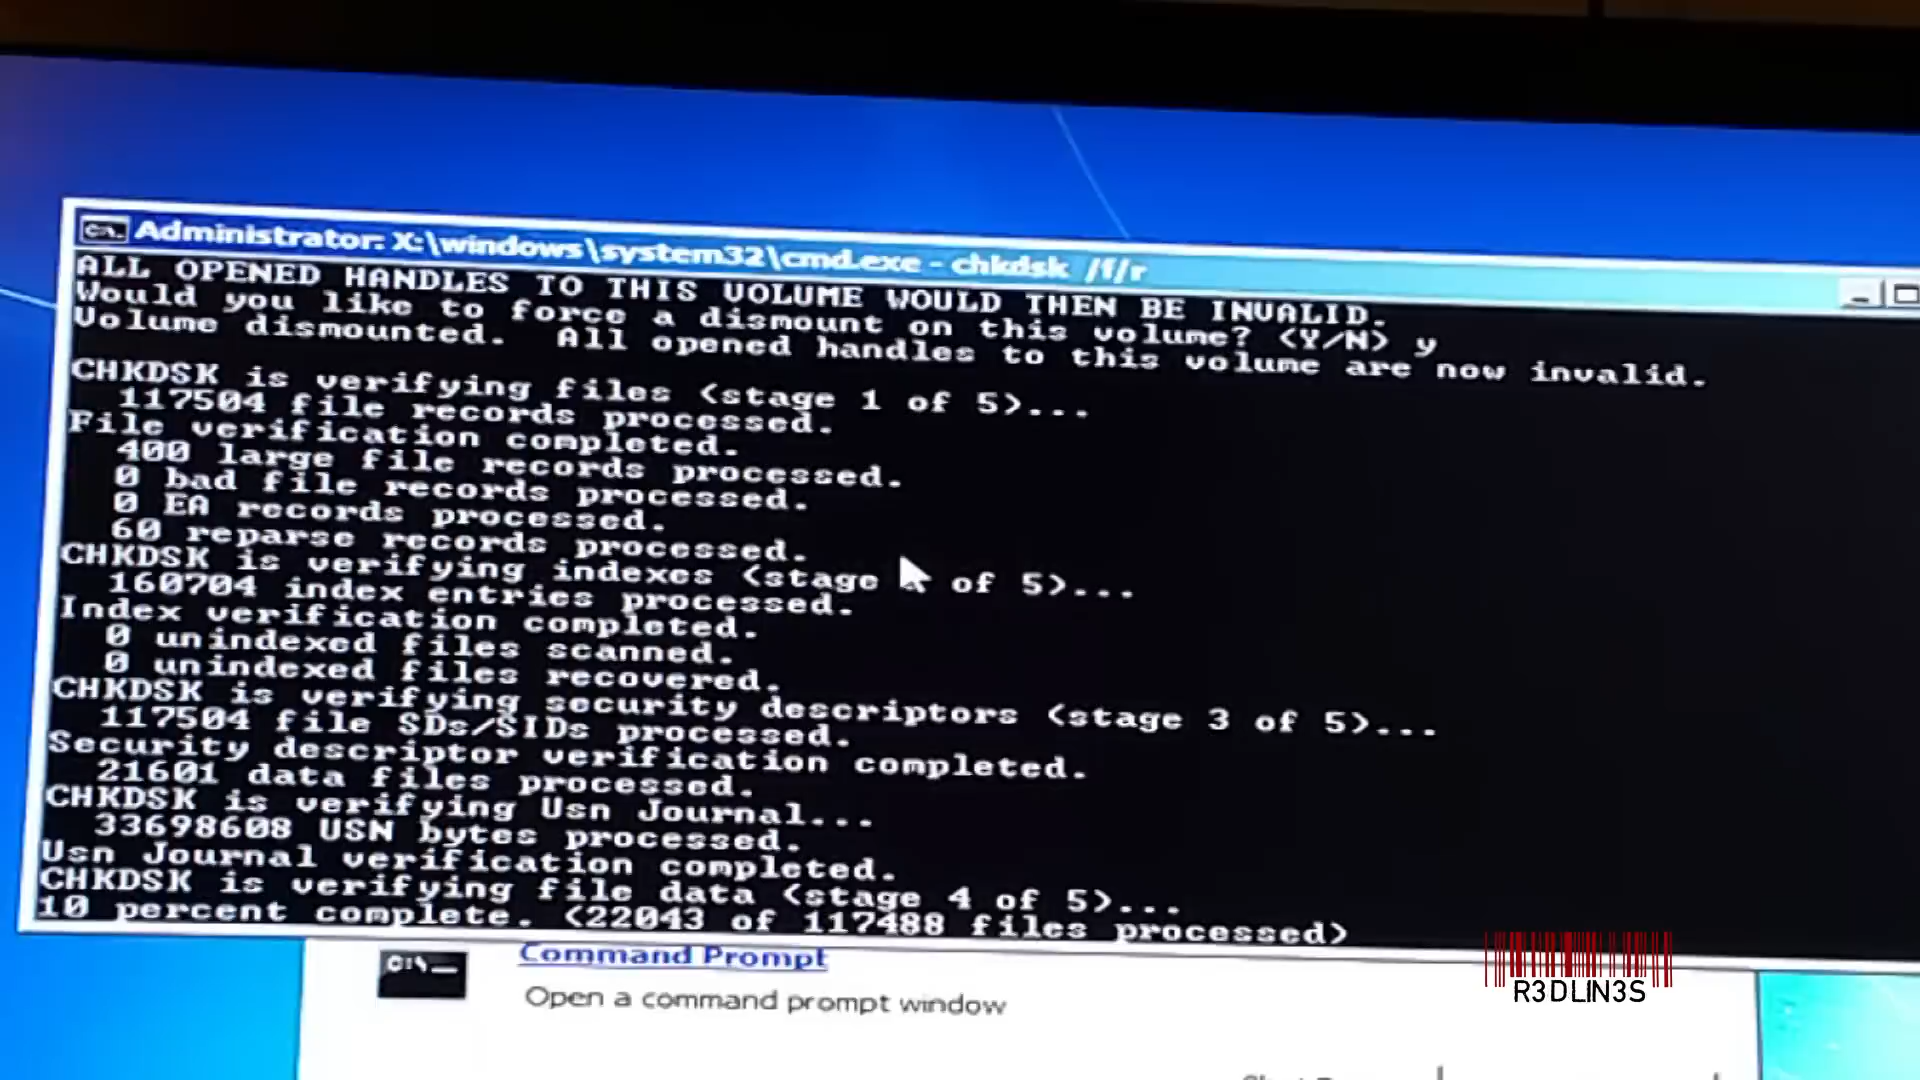 Administrator: X:\windows\system32\cmd.exe - chkdsk /f/r
ALL OPENED HANDLES TO THIS VOLUME WOULD THEN BE INVALID.
Would you like to force a dismount on this volume? (Y/N) y
Volume dismounted. All opened handles to this volume are now invalid.
CHKDSK is verifying files (stage 1 of 5)...
117504 file records processed.
File verification completed.
400 large file records processed.
0 bad file records processed.
0 EA records processed.
60 reparse records processed.
CHKDSK is verifying indexes (stage of 5)...
160704 index entries processed.
Index verification completed.
0 unindexed files scanned.
0 unindexed files recovered.
CHKDSK is verifying security descriptors (stage 3 of 5)...
117504 file SDs/SIDs processed.
Security descriptor verification completed.
21601 data files processed.
CHKDSK is verifying Usn Journal...
33698608 USN bytes processed.
Usn Journal verification completed.
CHKDSK is verifying file data (stage 4 of 5)...
10 percent complete. (22043 of 117488 files processed)
C:\
Command Prompt
Open a command prompt window
R3DLIN3S